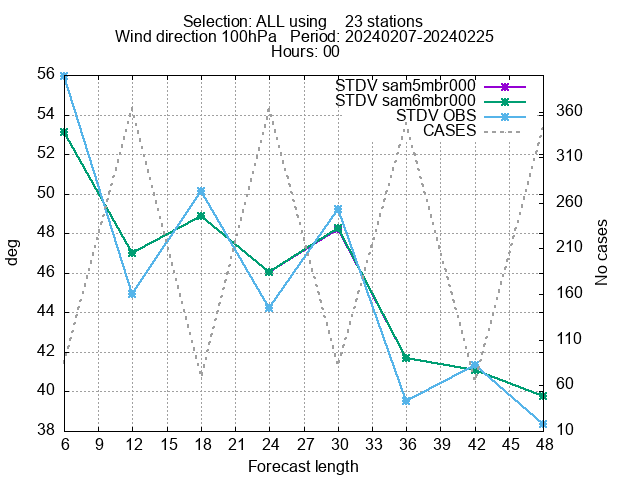 Selection: ALL using 23 stations
Wind direction 100hPa Period: 20240207-20240225
Hours: 00
STDV sam5mbr000
STDV sam6mbr000
STDV OBS
CASES
56
54
52
50
48
46
44
42
40
38
deg
360
310
260
210
160
110
60
10
No cases
6 9 12 15 18 21 24 27 30 33 36 39 42 45 48
Forecast length